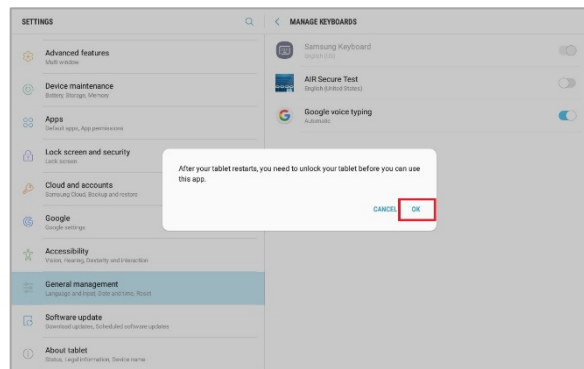 SETTINGS
Advanced features
Multi window
Device maintenance
Battery, Storage, Memory
Apps
Default apps, App permissions
Lock screen and security
Lock screen
Cloud and accounts
Samsung Cloud, Backup and restore
Google
Google settings
Accessibility
Vision, Hearing, Dexterity and interaction
General management
Language and input, Date and time, Reset
Software update
Download updates, Scheduled software updates
About tablet
Status, Legal information, Device name
MANAGE KEYBOARDS
Samsung Keyboard
English (US)
AIR Secure Test
English (United States)
Google voice typing
Automatic
After your tablet restarts, you need to unlock your tablet before you can use
this app.
CANCEL OK